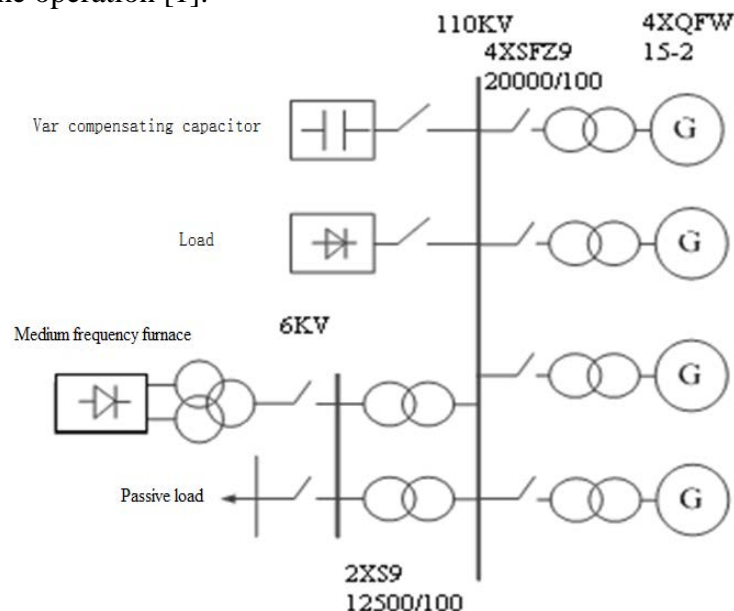 ne operation [1].
110KV
4XQFW
4XSFZ9
15-2
20000/100
Var compensating capacitor
G
Load
G
6KV
Medium frequency furnace
G
Passive load
G
2XS9
12500/100